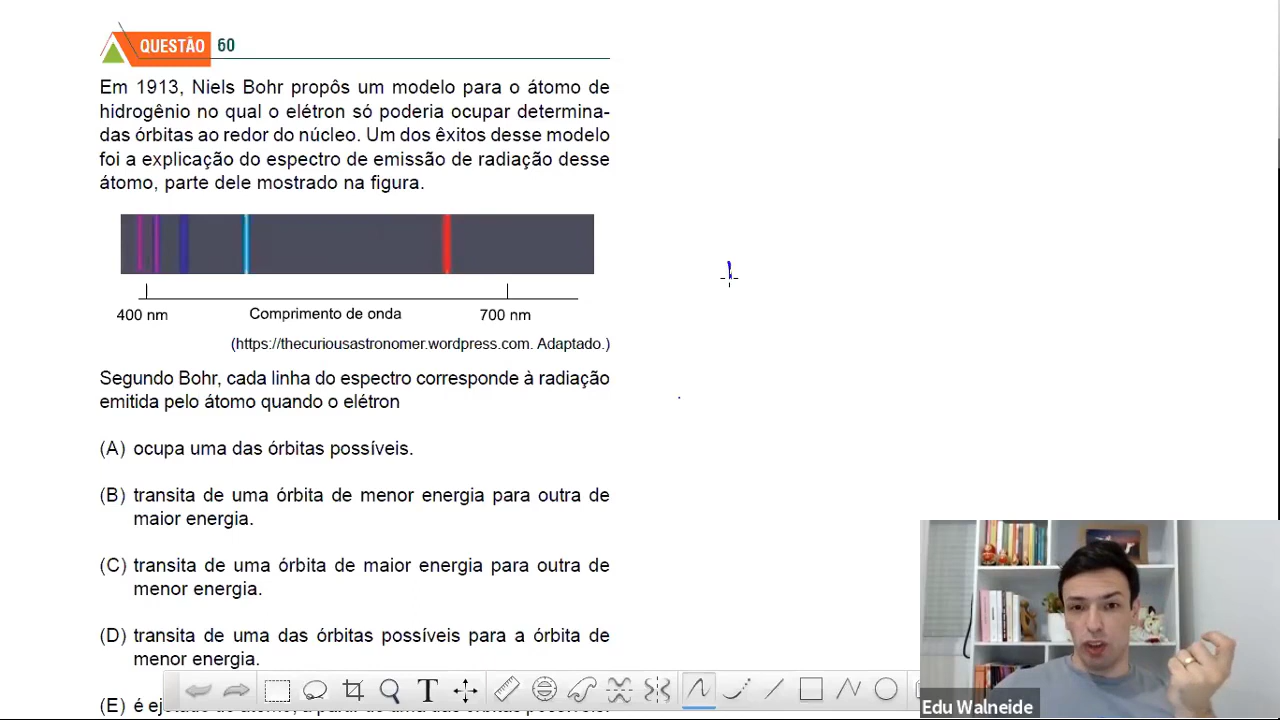 QUESTÃO 60
Em 1913, Niels Bohr propôs um modelo para o átomo de
hidrogênio no qual o elétron só poderia ocupar determina-
das órbitas ao redor do núcleo. Um dos êxitos desse modelo
foi a explicação do espectro de emissão de radiação desse
átomo, parte dele mostrado na figura.
400 nm Comprimento de onda 700 nm
(https://thecuriousastronomer.wordpress.com. Adaptado.)
Segundo Bohr, cada linha do espectro corresponde à radiação
emitida pelo átomo quando o elétron
(A) ocupa uma das órbitas possíveis.
(B) transita de uma órbita de menor energia para outra de
maior energia.
(C) transita de uma órbita de maior energia para outra de
menor energia.
(D) transita de uma das órbitas possíveis para a órbita de
menor energia.
(E) é
T
Edu Walneide